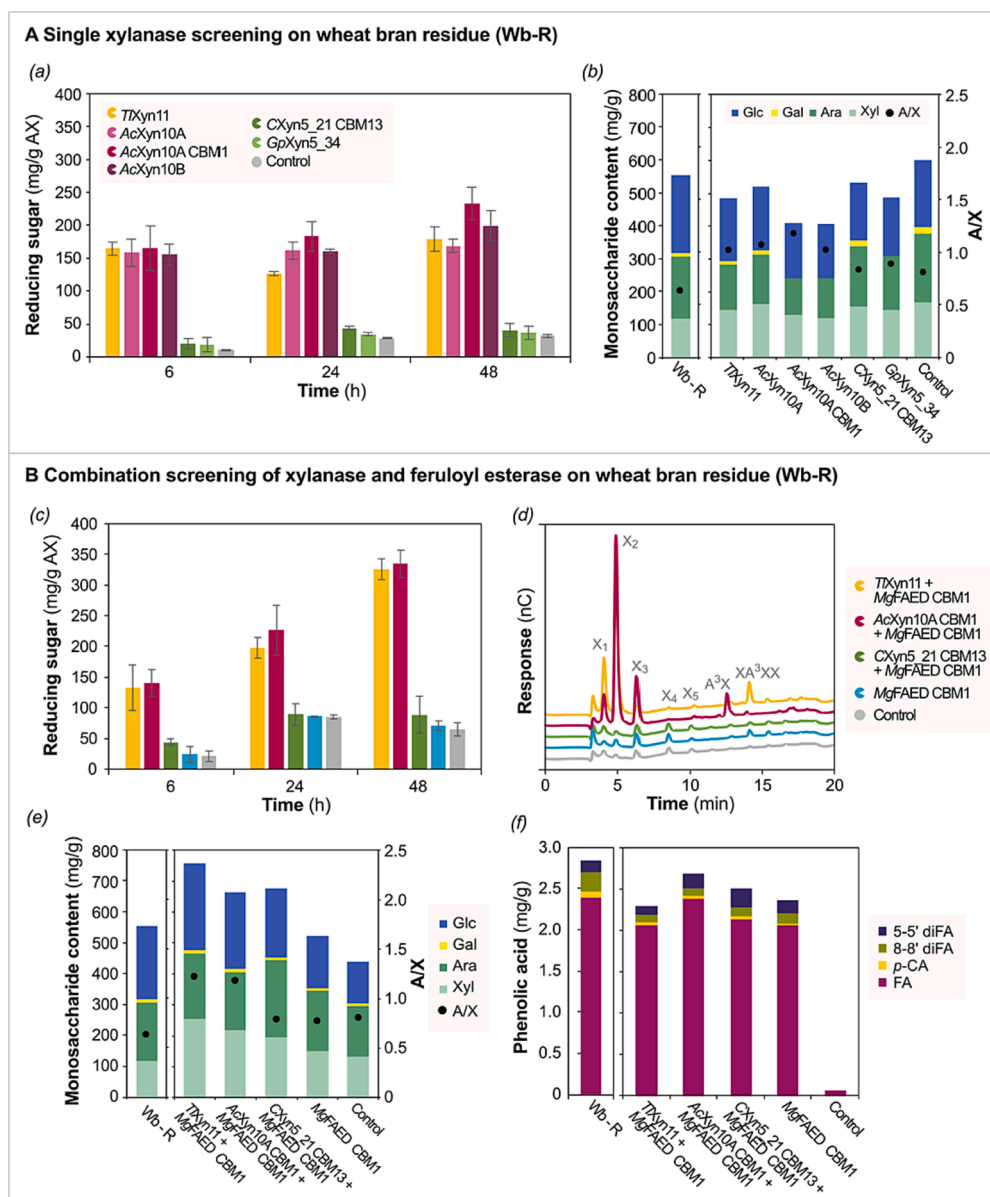 A Single xylanase screening on wheat bran residue (Wb-R)
(a)
Reducing sugar (mg/g AX)
400
350
300
250
200
150
100
50
0
TlXyn11
AcXyn10A
AcXyn10A CBM1
AcXyn10B
CXyn5_21 CBM13
GpXyn5_34
Control
6
24
48
Time (h)
(b)
Monosaccharide content (mg/g)
800
700
600
500
400
300
200
100
0
Glc
Gal
Ara
Xyl
A/X
2.5
2.0
1.5
1.0
0.5
0
A/X
Wb - R
TlXyn11
AcXyn10A
AcXyn10A CBM1
AcXyn10B
CXyn5_21 CBM13
GpXyn5_34
Control
B Combination screening of xylanase and feruloyl esterase on wheat bran residue (Wb-R)
(c)
Reducing sugar (mg/g AX)
400
350
300
250
200
150
100
50
0
6
24
48
Time (h)
(d)
Response (nC)
X1
X2
X3
X4
X5
A³X
XA³XX
0
5
10
15
20
Time (min)
TlXyn11 +
MgFAED CBM1
AcXyn10A CBM1
+ MgFAED CBM1
CXyn5_21 CBM13
+ MgFAED CBM1
MgFAED CBM1
Control
(e)
Monosaccharide content (mg/g)
800
700
600
500
400
300
200
100
0
2.5
2.0
1.5
1.0
0.5
0
A/X
Glc
Gal
Ara
Xyl
A/X
Wb - R
TlXyn11 +
MgFAED CBM1
AcXyn10A CBM1 +
MgFAED CBM1
CXyn5_21 CBM13 +
MgFAED CBM1
MgFAED CBM1
Control
(f)
Phenolic acid (mg/g)
3.0
2.5
2.0
1.5
1.0
0.5
0
5-5' diFA
8-8' diFA
p-CA
FA
Wb - R
TlXyn11 +
MgFAED CBM1
AcXyn10A CBM1 +
MgFAED CBM1
CXyn5_21 CBM13 +
MgFAED CBM1
MgFAED CBM1
Control